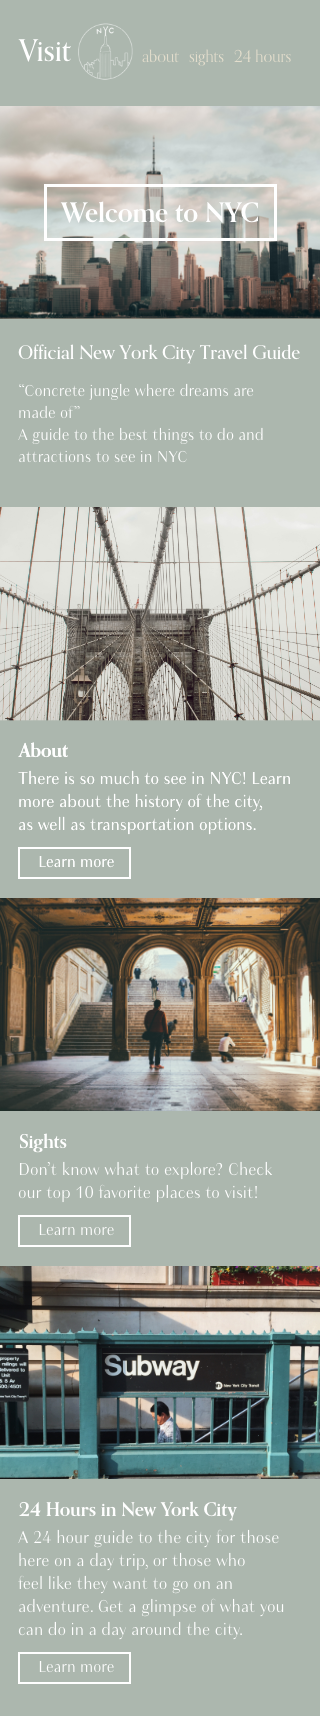 Visit
NYC
about sights 24 hours
Welcome to NYC
Official New York City Travel Guide
“Concrete jungle where dreams are
made of”
A guide to the best things to do and
attractions to see in NYC
About
There is so much to see in NYC! Learn
more about the history of the city,
as well as transportation options.
Learn more
Sights
Don’t know what to explore? Check
our top 10 favorite places to visit!
Learn more
property
Subway
New York City Transit
24 Hours in New York City
A 24 hour guide to the city for those
here on a day trip, or those who
feel like they want to go on an
adventure. Get a glimpse of what you
can do in a day around the city.
Learn more